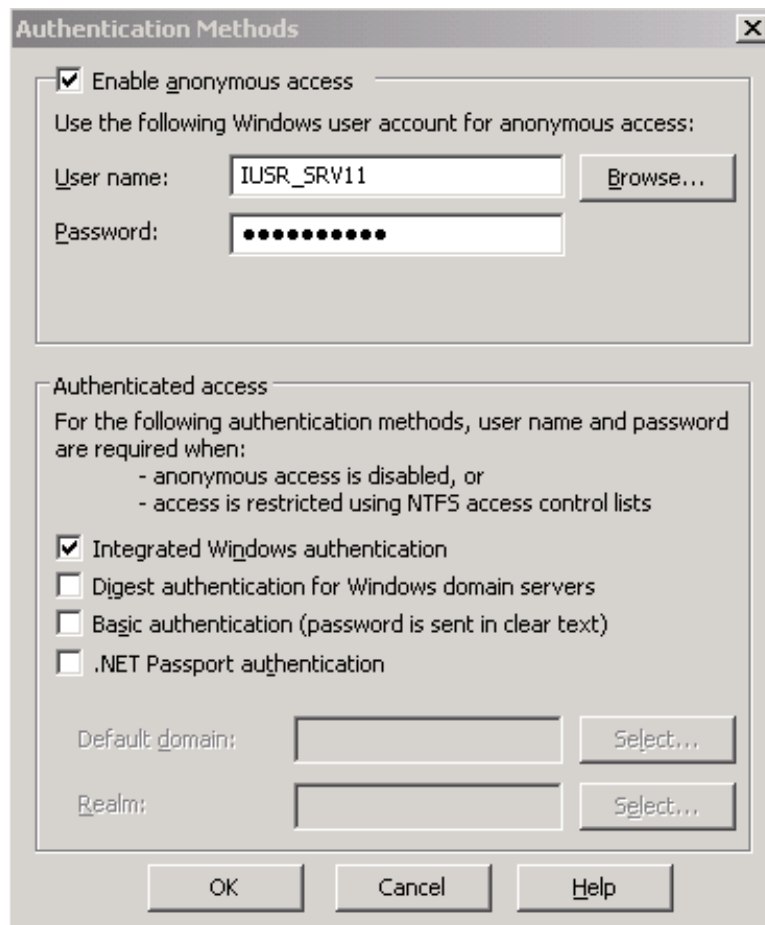 Authentication Methods
Enable anonymous access
Use the following Windows user account for anonymous access:
User name: IUSR_SRV11 Browse...
Password: ●●●●●●●●●●
Authenticated access
For the following authentication methods, user name and password
are required when:
- anonymous access is disabled, or
- access is restricted using NTFS access control lists
Integrated Windows authentication
Digest authentication for Windows domain servers
Basic authentication (password is sent in clear text)
.NET Passport authentication
Default domain: Select...
Realm: Select...
OK Cancel Help